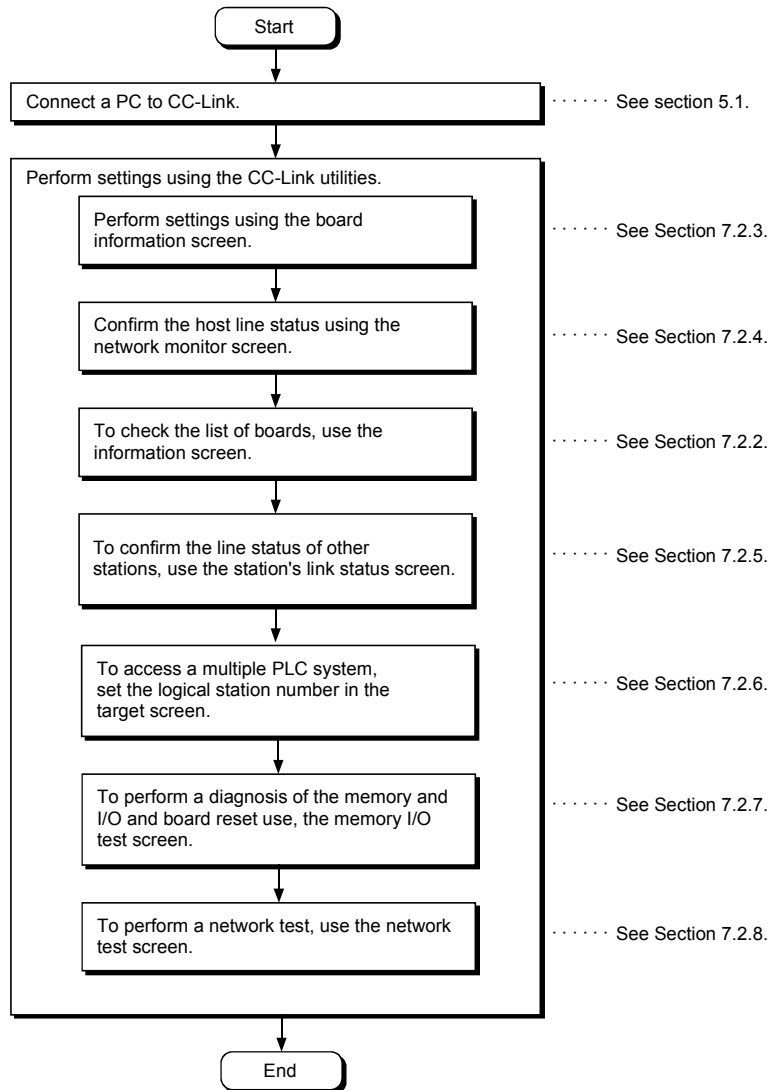 Start
Connect a PC to CC-Link.
· · · · · · See section 5.1.
Perform settings using the CC-Link utilities.
Perform settings using the board
information screen.
· · · · · · See Section 7.2.3.
Confirm the host line status using the
network monitor screen.
· · · · · · See Section 7.2.4.
To check the list of boards, use the
information screen.
· · · · · · See Section 7.2.2.
To confirm the line status of other
stations, use the station's link status screen.
· · · · · · See Section 7.2.5.
To access a multiple PLC system,
set the logical station number in the
target screen.
· · · · · · See Section 7.2.6.
To perform a diagnosis of the memory and
I/O and board reset use, the memory I/O
test screen.
· · · · · · See Section 7.2.7.
To perform a network test, use the network
test screen.
· · · · · · See Section 7.2.8.
End